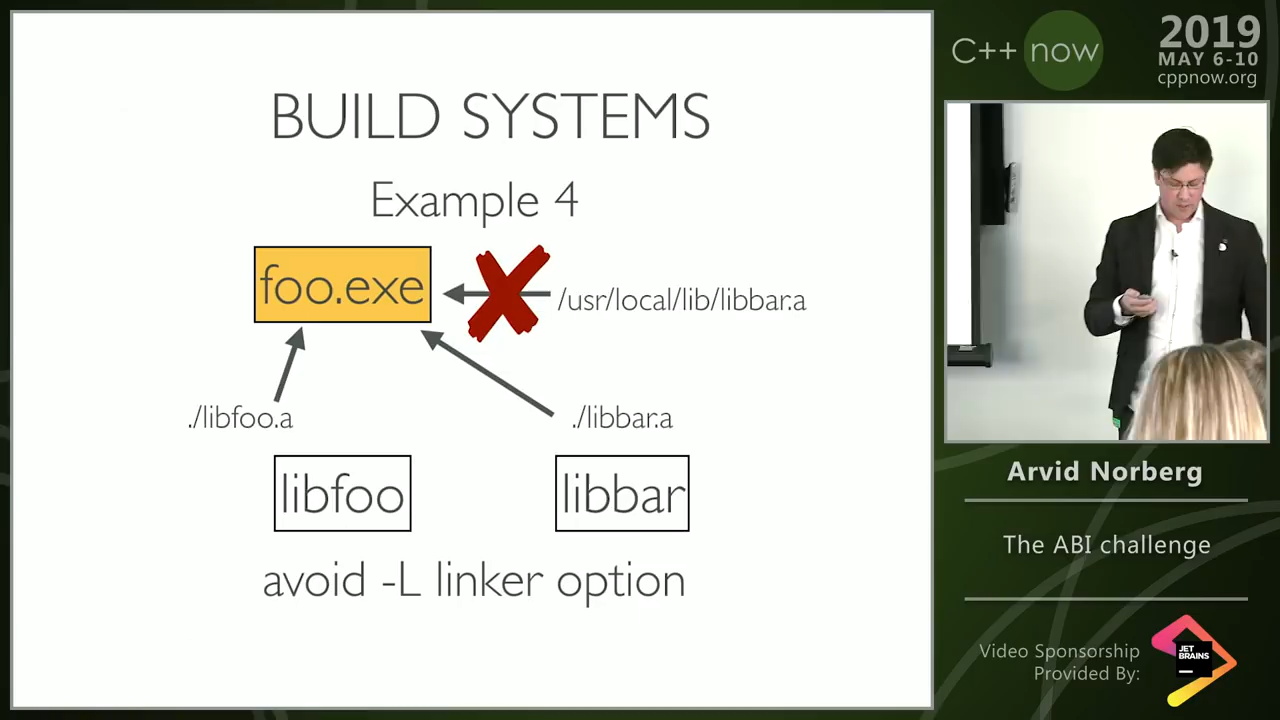 BUILD SYSTEMS
Example 4
foo.exe
/usr/local/lib/libbar.a
./libfoo.a
./libbar.a
libfoo
libbar
avoid -L linker option
C++ now
2019
MAY 6-10
cppnow.org
Arvid Norberg
The ABI challenge
Video Sponsorship
Provided By:
JET
BRAINS